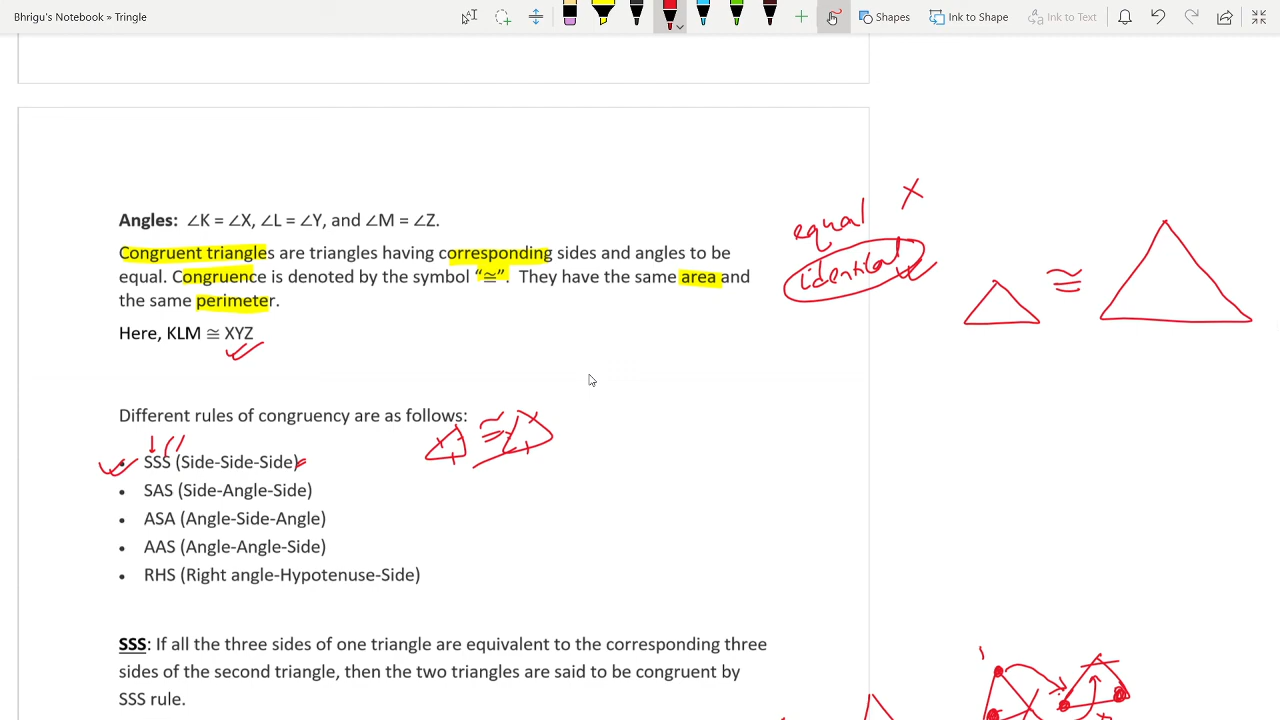 Bhrigu's Notebook » Tringle
Shapes
Ink to Shape
Ink to Text
Angles: ∠K = ∠X, ∠L = ∠Y, and ∠M = ∠Z.
Congruent triangles are triangles having corresponding sides and angles to be
equal. Congruence is denoted by the symbol “≅”. They have the same area and
the same perimeter.
Here, KLM ≅ XYZ
equal ×
identical
≅
Different rules of congruency are as follows:
≅
• SSS (Side-Side-Side)
• SAS (Side-Angle-Side)
• ASA (Angle-Side-Angle)
• AAS (Angle-Angle-Side)
• RHS (Right angle-Hypotenuse-Side)
SSS: If all the three sides of one triangle are equivalent to the corresponding three
sides of the second triangle, then the two triangles are said to be congruent by
SSS rule.